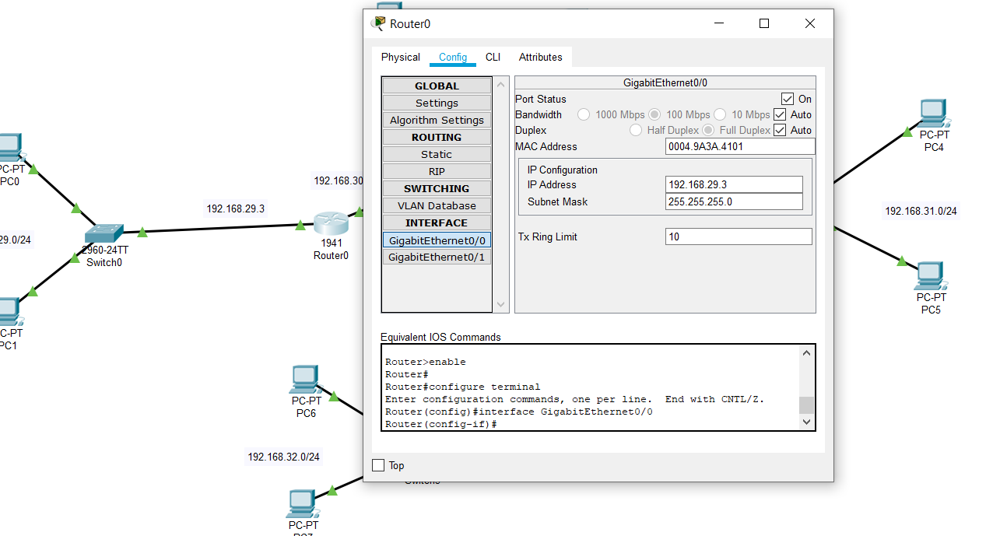 Router0
Physical
Config
CLI
Attributes
GLOBAL
Settings
Algorithm Settings
ROUTING
Static
RIP
SWITCHING
VLAN Database
INTERFACE
GigabitEthernet0/0
GigabitEthernet0/1
GigabitEthernet0/0
Port Status
On
Bandwidth
1000 Mbps
100 Mbps
10 Mbps
Auto
Duplex
Half Duplex
Full Duplex
Auto
MAC Address
0004.9A3A.4101
IP Configuration
IP Address
192.168.29.3
Subnet Mask
255.255.255.0
Tx Ring Limit
10
Equivalent IOS Commands
Router>enable
Router#
Router#configure terminal
Enter configuration commands, one per line.  End with CNTL/Z.
Router(config)#interface GigabitEthernet0/0
Router(config-if)#
Top
PC-PT
PC0
29.0/24
PC-PT
PC1
2960-24TT
Switch0
192.168.29.3
192.168.30
1941
Router0
PC-PT
PC6
192.168.32.0/24
PC-PT
PC-PT
PC4
192.168.31.0/24
PC-PT
PC5